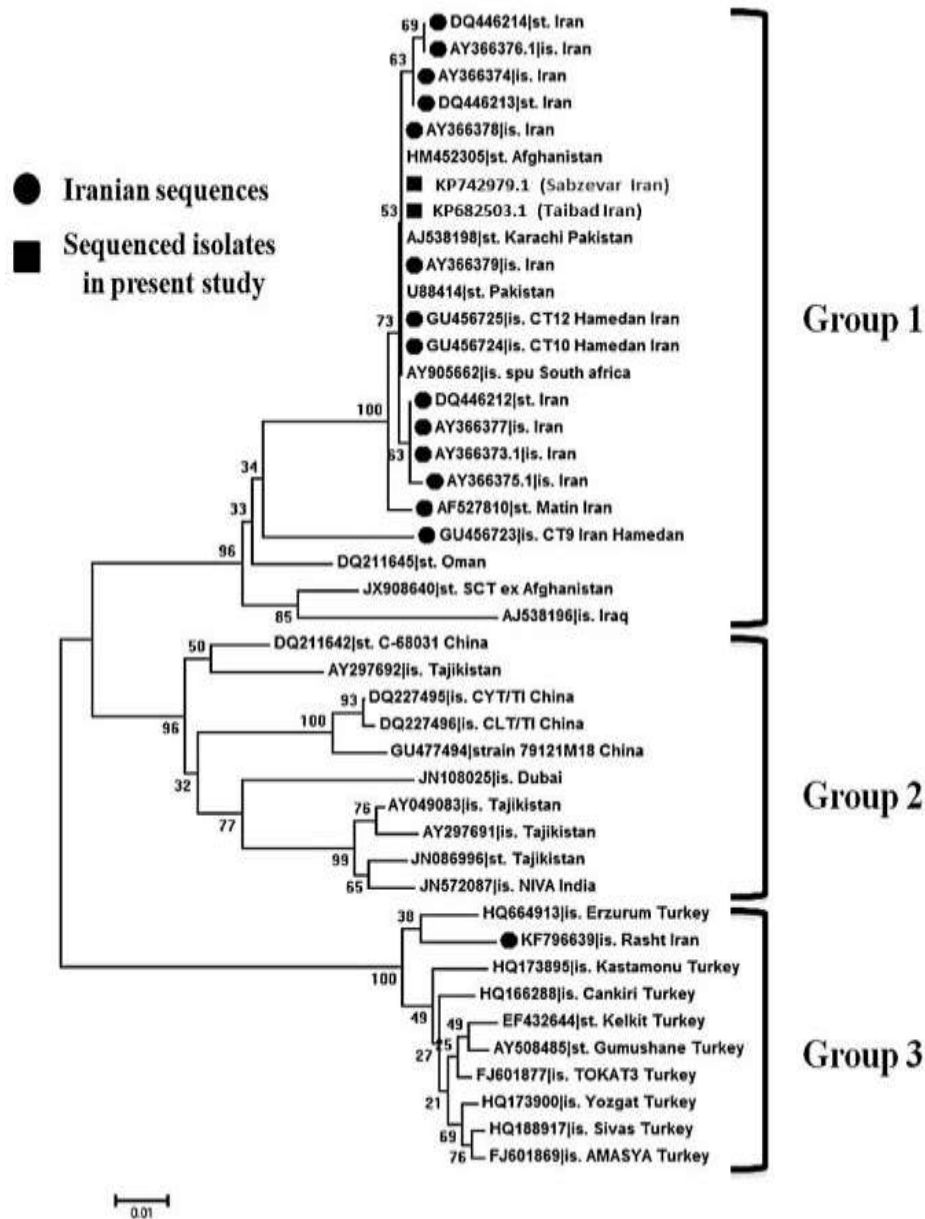 69
DQ446214|st. Iran
AY366376.1|is. Iran
63
AY366374|is. Iran
DQ446213|st. Iran
AY366378|is. Iran
HM452305|st. Afghanistan
Iranian sequences
KP742979.1 (Sabzevar Iran)
53
KP682503.1 (Taibad Iran)
AJ538198|st. Karachi Pakistan
Sequenced isolates
in present study
AY366379|is. Iran
U88414|st. Pakistan
73
GU456725|is. CT12 Hamedan Iran
Group 1
GU456724|is. CT10 Hamedan Iran
AY905662|is. spu South africa
DQ446212|st. Iran
100
AY366377|is. Iran
63
AY366373.1|is. Iran
AY366375.1|is. Iran
34
AF527810|st. Matin Iran
33
GU456723|is. CT9 Iran Hamedan
96
DQ211645|st. Oman
JX908640|st. SCT ex Afghanistan
85
AJ538196|is. Iraq
50
DQ211642|st. C-68031 China
AY297692|is. Tajikistan
93
DQ227495|is. CYT/TI China
96
100
DQ227496|is. CLT/TI China
GU477494|strain 79121M18 China
32
JN108025|is. Dubai
Group 2
77
76
AY049083|is. Tajikistan
AY297691|is. Tajikistan
99
JN086996|st. Tajikistan
65
JN572087|is. NIVA India
38
HQ664913|is. Erzurum Turkey
KF796639|is. Rasht Iran
100
HQ173895|is. Kastamonu Turkey
49
HQ166288|is. Cankiri Turkey
49
EF432644|st. Kelkit Turkey
27
25
AY508485|st. Gumushane Turkey
Group 3
FJ601877|is. TOKAT3 Turkey
21
HQ173900|is. Yozgat Turkey
69
HQ188917|is. Sivas Turkey
76
FJ601869|is. AMASYA Turkey
0.01